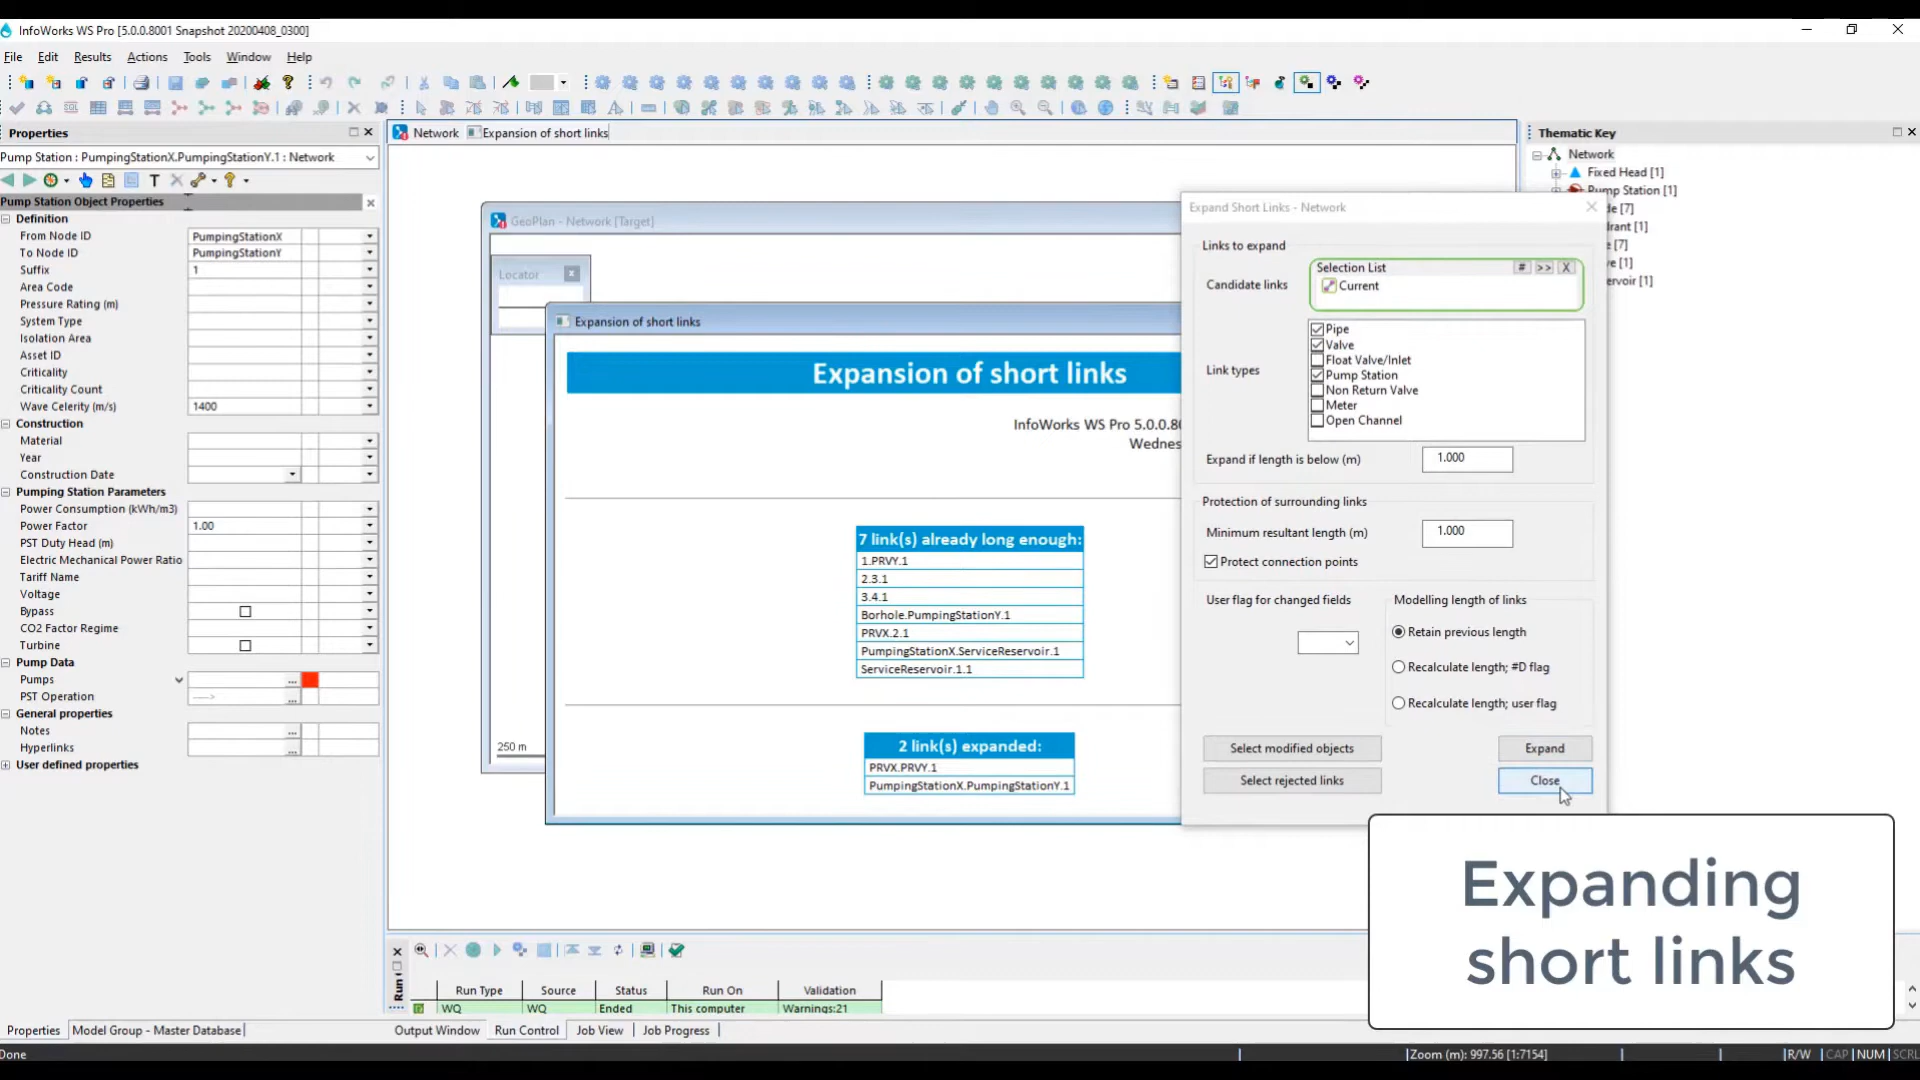 InfoWorks WS Pro [5.0.0.8001 Snapshot 20200408_0300]
File Edit Results Actions Tools Window Help
Properties
Pump Station : PumpingStationX.PumpingStationY.1 : Network
Pump Station Object Properties
Definition
From Node ID PumpingStationX
To Node ID PumpingStationY
Suffix 1
Area Code
Pressure Rating (m)
System Type
Isolation Area
Asset ID
Criticality
Criticality Count
Wave Celerity (m/s) 1400
Construction
Material
Year
Construction Date
Pumping Station Parameters
Power Consumption (kWh/m3)
Power Factor 1.00
PST Duty Head (m)
Electric Mechanical Power Ratio
Tariff Name
Voltage
Bypass
CO2 Factor Regime
Turbine
Pump Data
Pumps ...
PST Operation ----> ...
General properties
Notes ...
Hyperlinks ...
User defined properties
Properties Model Group - Master Database
Network Expansion of short links
GeoPlan - Network [Target]
Locator
250 m
Expansion of short links
Expansion of short links
InfoWorks WS Pro 5.0.0.80
Wednes
7 link(s) already long enough:
1.PRVY.1
2.3.1
3.4.1
Borhole.PumpingStationY.1
PRVX.2.1
PumpingStationX.ServiceReservoir.1
ServiceReservoir.1.1
2 link(s) expanded:
PRVX.PRVY.1
PumpingStationX.PumpingStationY.1
Expand Short Links - Network
Links to expand
Candidate links
Selection List # >> X
Current
Link types
Pipe
Valve
Float Valve/Inlet
Pump Station
Non Return Valve
Meter
Open Channel
Expand if length is below (m) 1.000
Protection of surrounding links
Minimum resultant length (m) 1.000
Protect connection points
User flag for changed fields
Modelling length of links
Retain previous length
Recalculate length; #D flag
Recalculate length; user flag
Select modified objects Expand
Select rejected links Close
Thematic Key
Network
Fixed Head [1]
Pump Station [1]
de [7]
drant [1]
e [7]
ve [1]
ervoir [1]
Run
Run Type Source Status Run On Validation
WQ WQ Ended This computer Warnings:21
Output Window Run Control Job View Job Progress
Expanding
short links
Done Zoom (m): 997.56 [1:7154] R/W CAP NUM SCRL